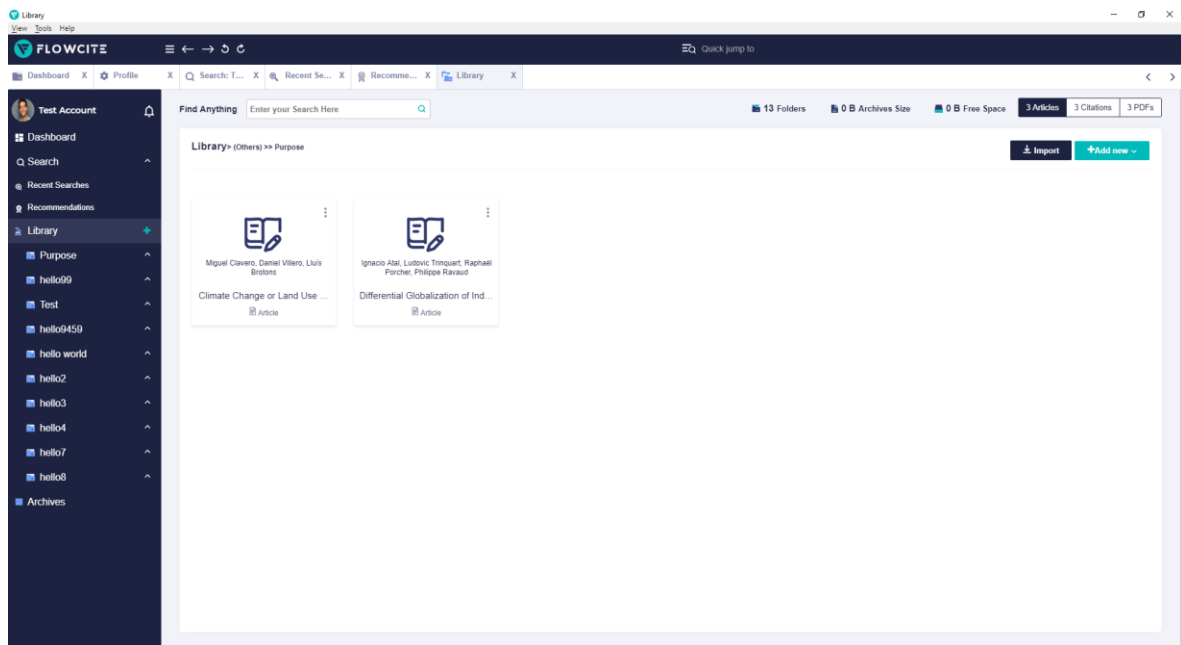 Library
View Tools Help
FLOWCITE
Quick jump to
Dashboard X Profile X Search: T... X Recent Se... X Recomme... X Library X
Test Account
Dashboard
Search
Recent Searches
Recommendations
Library
Purpose
hello99
Test
hello9459
hello world
hello2
hello3
hello4
hello7
hello8
Archives
Find Anything Enter your Search Here
13 Folders 0 B Archives Size 0 B Free Space 3 Articles 3 Citations 3 PDFs
Library> (Others) >> Purpose
Import +Add new
Miguel Clavero, Daniel Villero, Lluís
Brotons
Climate Change or Land Use ...
Article
Ignacio Atal, Ludovic Trinquart, Raphaël
Porcher, Philippe Ravaud
Differential Globalization of Ind...
Article